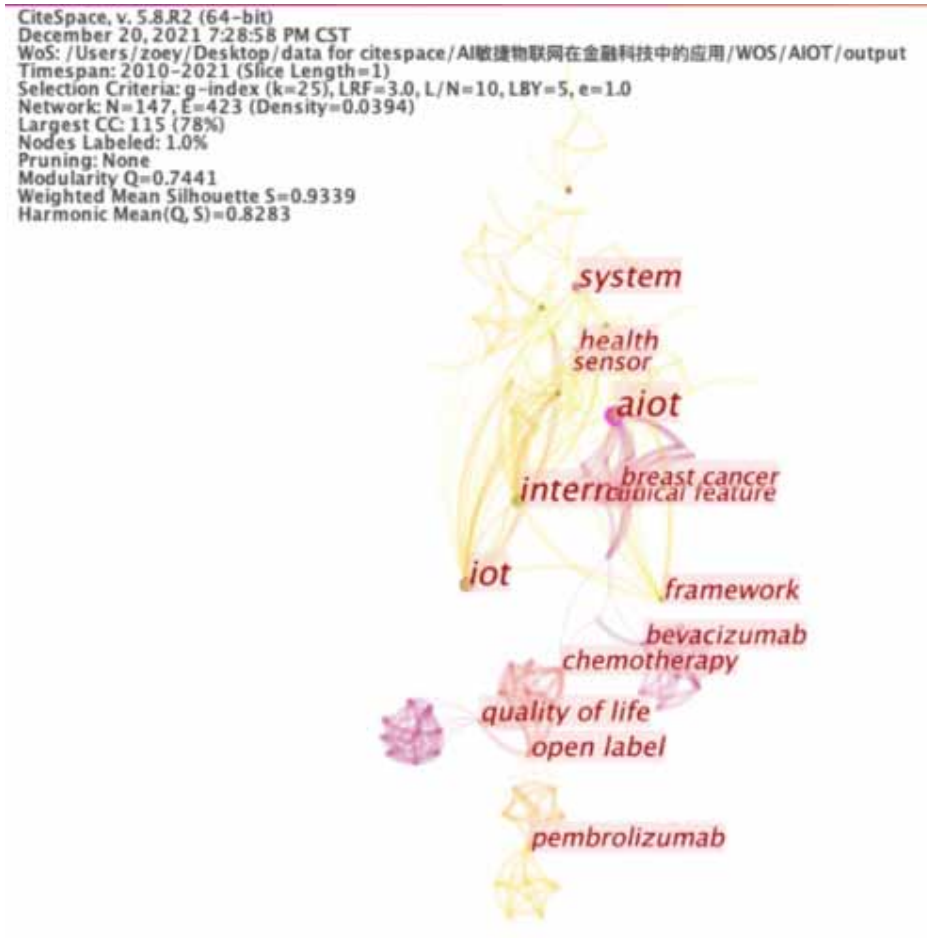 CiteSpace, v. 5.8.R2 (64-bit)
December 20, 2021 7:28:58 PM CST
WoS: /Users/zoey/Desktop/data for citespace/AI敏捷物联网在金融科技中的应用/WOS/AIOT/output
Timespan: 2010-2021 (Slice Length=1)
Selection Criteria: g-index (k=25), LRF=3.0, L/N=10, LBY=5, e=1.0
Network: N=147, E=423 (Density=0.0394)
Largest CC: 115 (78%)
Nodes Labeled: 1.0%
Pruning: None
Modularity Q=0.7441
Weighted Mean Silhouette S=0.9339
Harmonic Mean(Q, S)=0.8283
system
health
sensor
aiot
breast cancer
feature
iot
framework
bevacizumab
chemotherapy
quality of life
open label
pembrolizumab